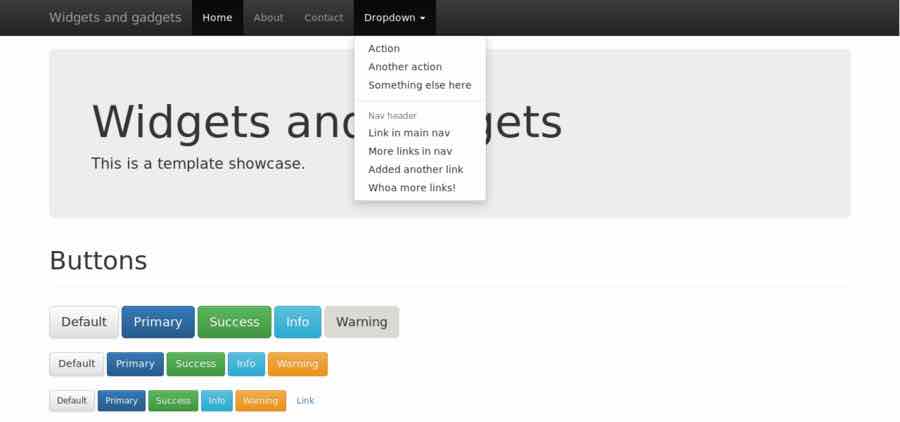 Widgets and gadgets Home About Contact Dropdown
Action
Another action
Something else here
Nav header
Link in main nav
More links in nav
Added another link
Whoa more links!
Widgets and gets
This is a template showcase.
Buttons
Default Primary Success Info Warning
Default Primary Success Info Warning
Default Primary Success Info Warning Link